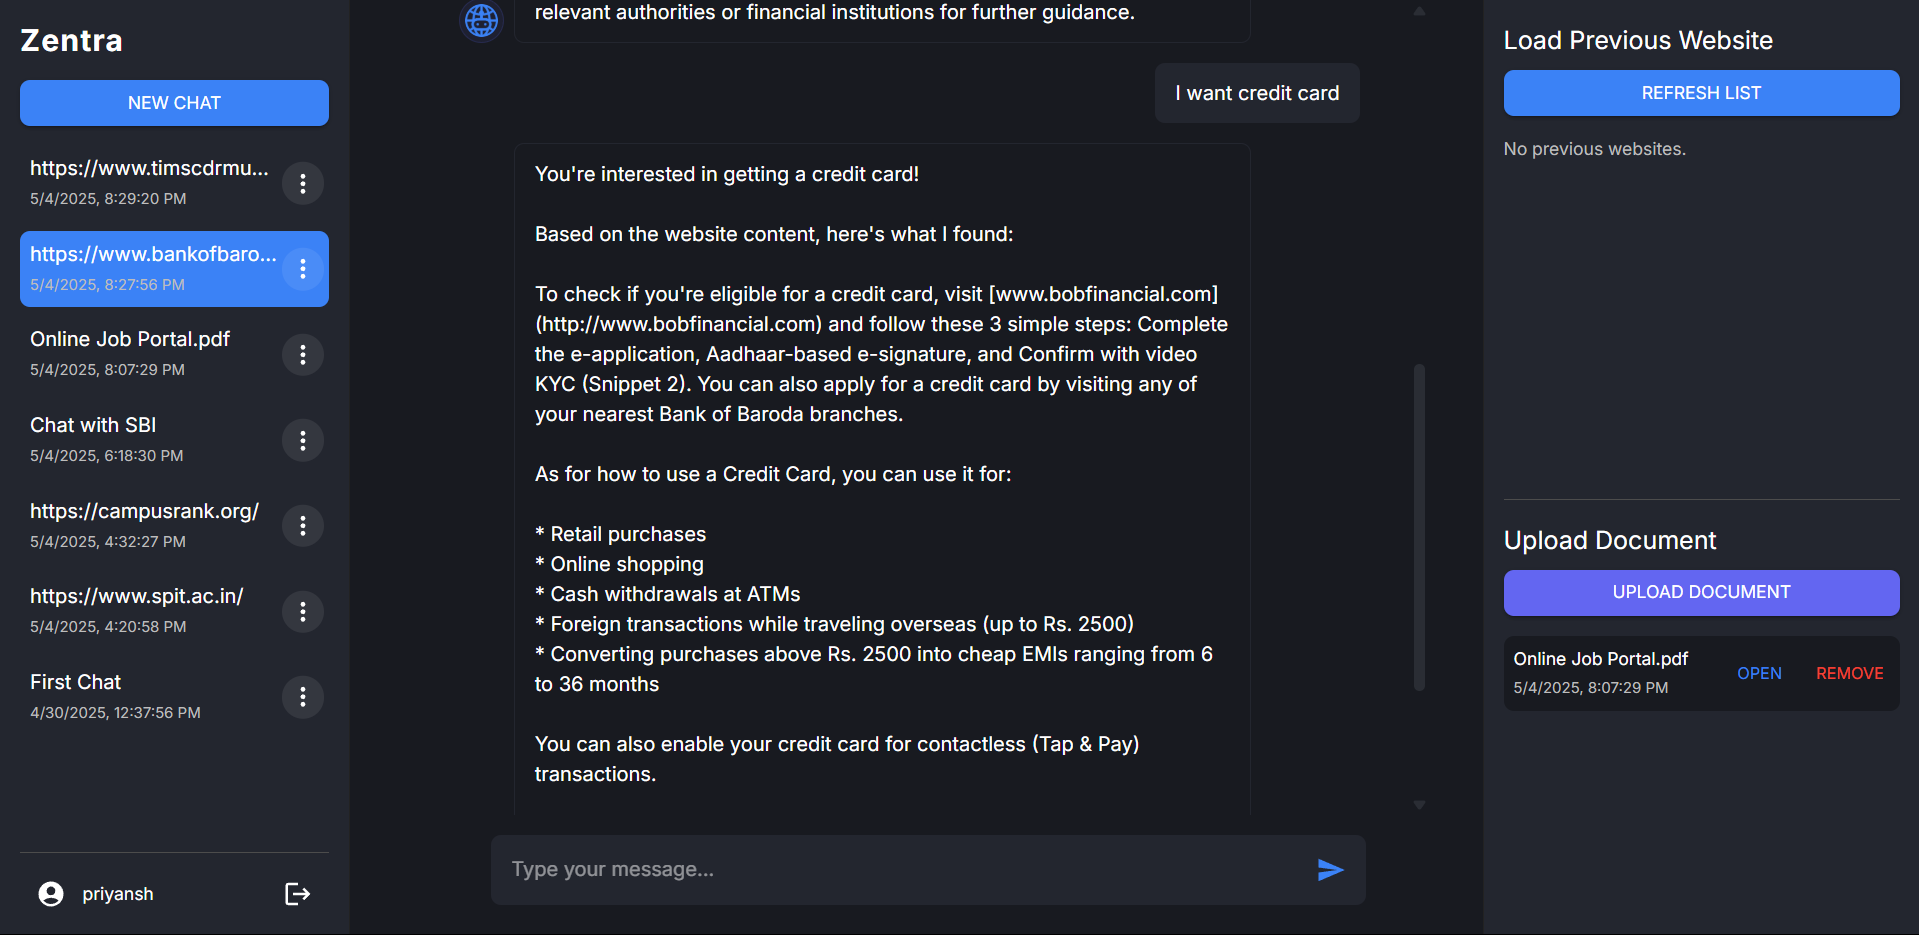 Zentra
NEW CHAT
https://www.timscdrmu...
5/4/2025, 8:29:20 PM
https://www.bankofbaro...
5/4/2025, 8:27:56 PM
Online Job Portal.pdf
5/4/2025, 8:07:29 PM
Chat with SBI
5/4/2025, 6:18:30 PM
https://campusrank.org/
5/4/2025, 4:32:27 PM
https://www.spit.ac.in/
5/4/2025, 4:20:58 PM
First Chat
4/30/2025, 12:37:56 PM
priyansh
relevant authorities or financial institutions for further guidance.
I want credit card
You're interested in getting a credit card!
Based on the website content, here's what I found:
To check if you're eligible for a credit card, visit [www.bobfinancial.com]
(http://www.bobfinancial.com) and follow these 3 simple steps: Complete
the e-application, Aadhaar-based e-signature, and Confirm with video
KYC (Snippet 2). You can also apply for a credit card by visiting any of
your nearest Bank of Baroda branches.
As for how to use a Credit Card, you can use it for:
* Retail purchases
* Online shopping
* Cash withdrawals at ATMs
* Foreign transactions while traveling overseas (up to Rs. 2500)
* Converting purchases above Rs. 2500 into cheap EMIs ranging from 6
to 36 months
You can also enable your credit card for contactless (Tap & Pay)
transactions.
Type your message...
Load Previous Website
REFRESH LIST
No previous websites.
Upload Document
UPLOAD DOCUMENT
Online Job Portal.pdf
5/4/2025, 8:07:29 PM
OPEN
REMOVE